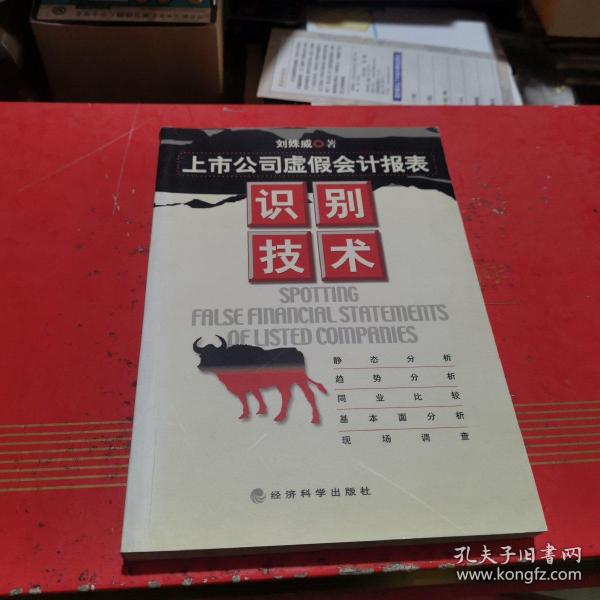 刘姝威 著
上市公司虚假会计报表
识别
技术
SPOTTING
FALSE FINANCIAL STATEMENTS
OF LISTED COMPANIES
静态分析
趋势分析
同业比较
基本面分析
现场调查
经济科学出版社
孔夫子旧书网
www.kongfz.com